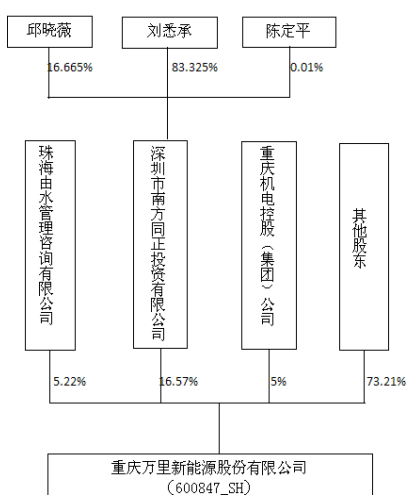 邱晓薇
刘悉承
陈定平
16.665%
83.325%
0.01%
珠海由水管理咨询有限公司
深圳市南方同正投资有限公司
重庆机电控股（集团）公司
其他股东
5.22%
16.57%
5%
73.21%
重庆万里新能源股份有限公司
(600847_SH)